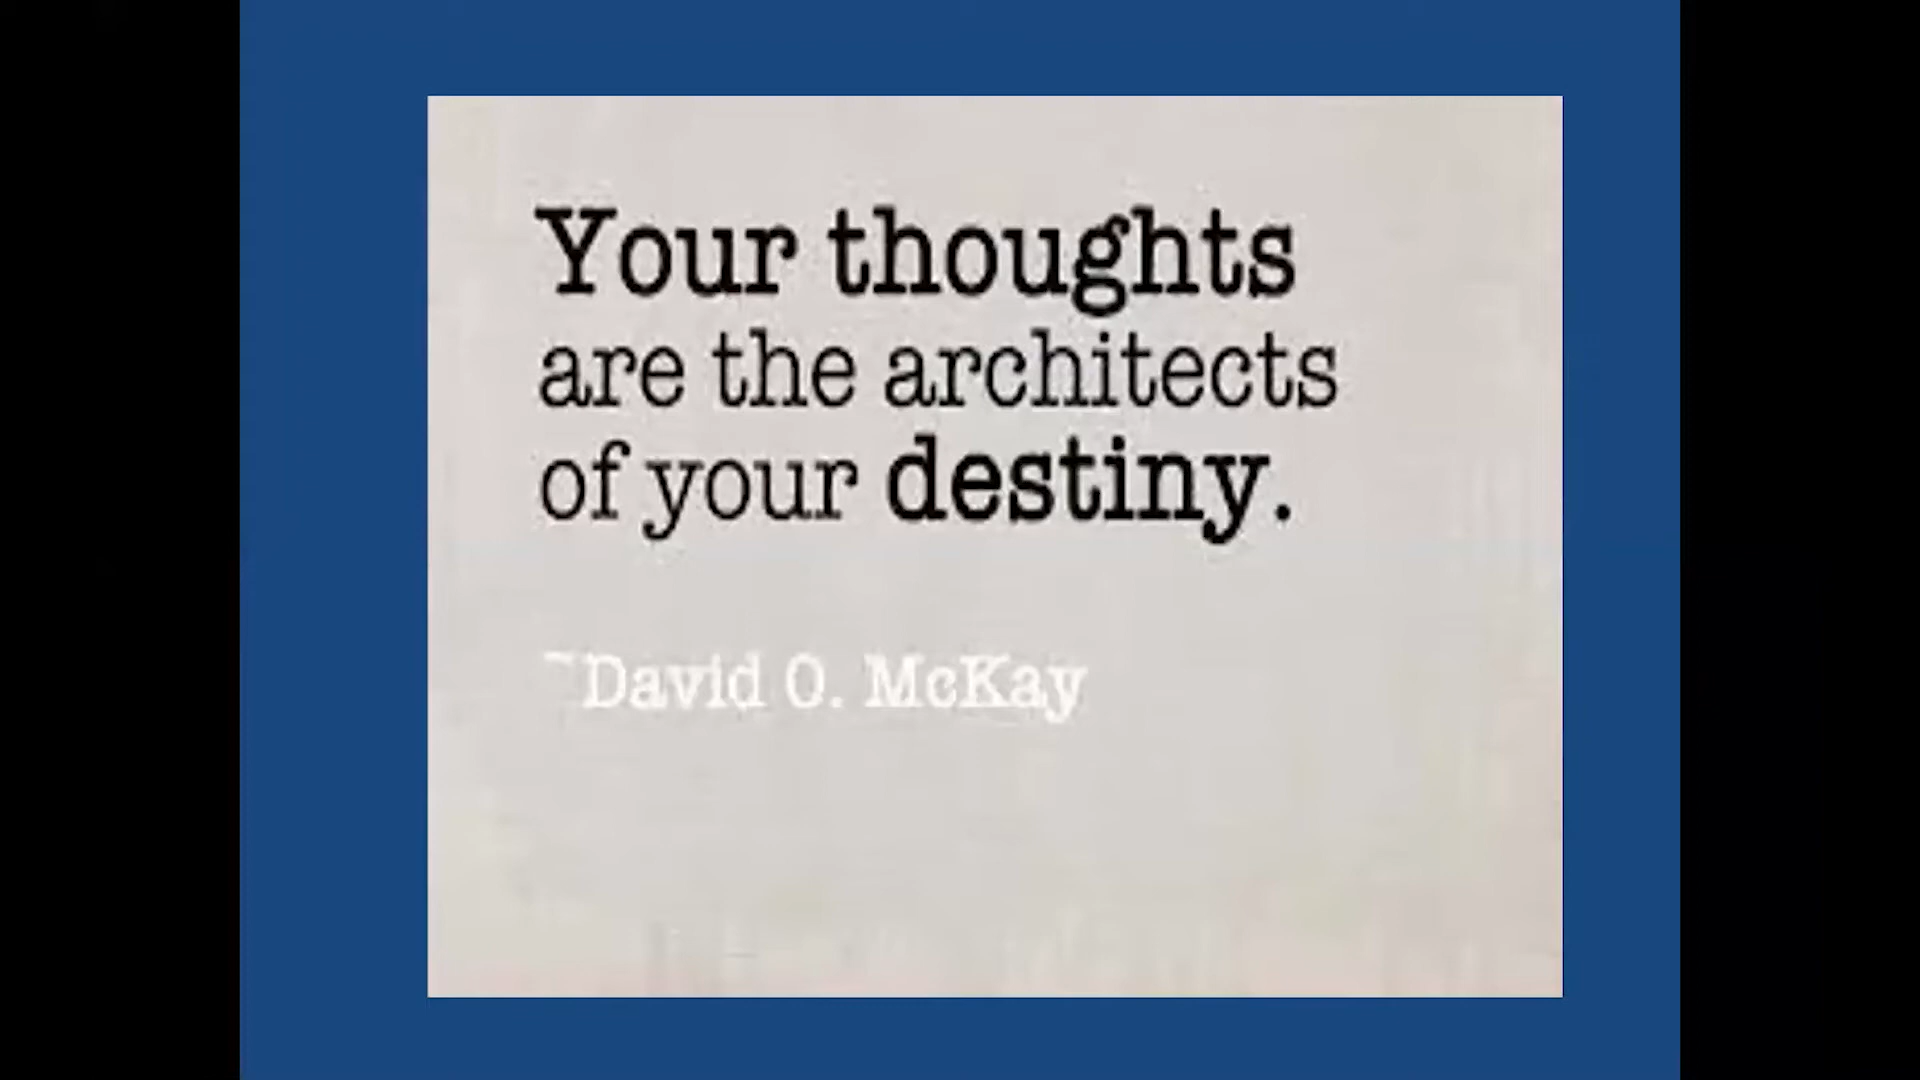 Your thoughts
are the architects
of your destiny.
~David O. McKay